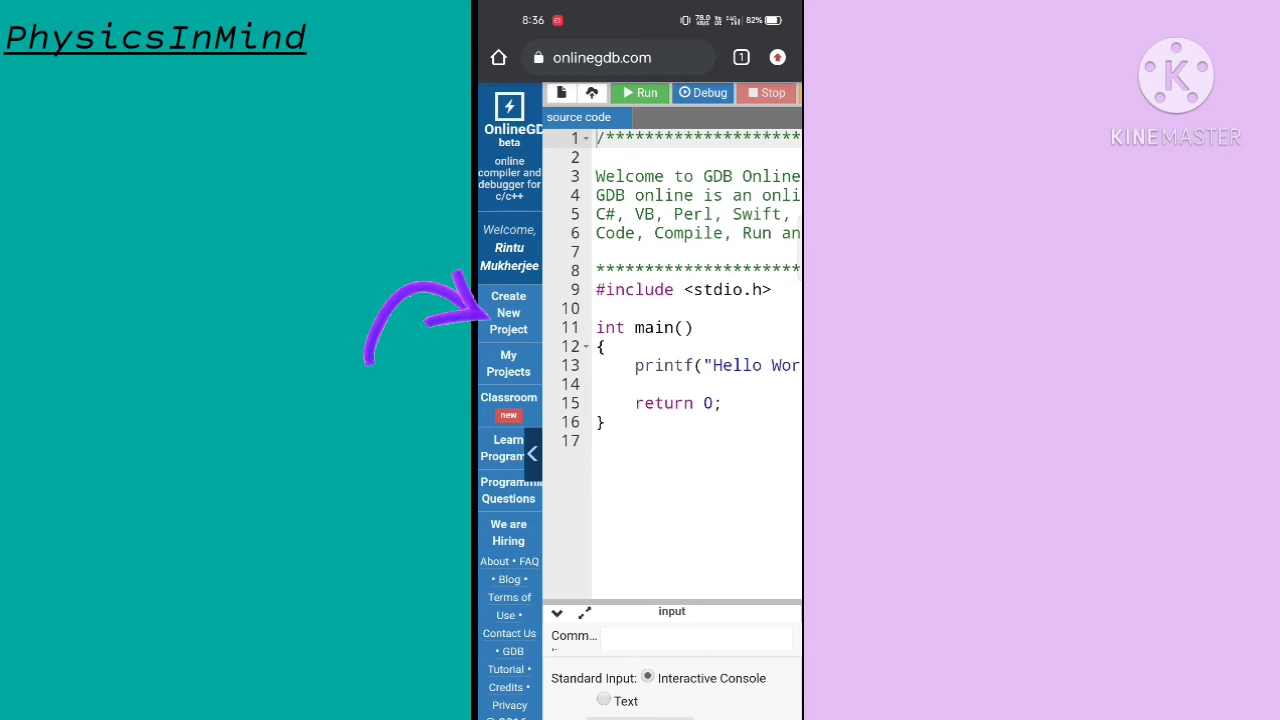 PhysicsInMind
8:36
78.0
82%
onlinegdb.com
1
K
KINEMASTER
Run
Debug
Stop
OnlineGD
beta
online
compiler and
debugger for
c/c++
Welcome,
Rintu
Mukherjee
Create
New
Project
My
Projects
Classroom
new
Learn
Program
Programmi
Questions
We are
Hiring
About • FAQ
• Blog •
Terms of
Use •
Contact Us
• GDB
Tutorial •
Credits •
Privacy
source code
1 /********************
2
3 Welcome to GDB Online
4 GDB online is an onli
5 C#, VB, Perl, Swift,
6 Code, Compile, Run an
7
8 *********************
9 #include <stdio.h>
10
11 int main()
12 {
13 printf("Hello Wor
14
15 return 0;
16 }
17
input
Comm...
Standard Input: Interactive Console
Text